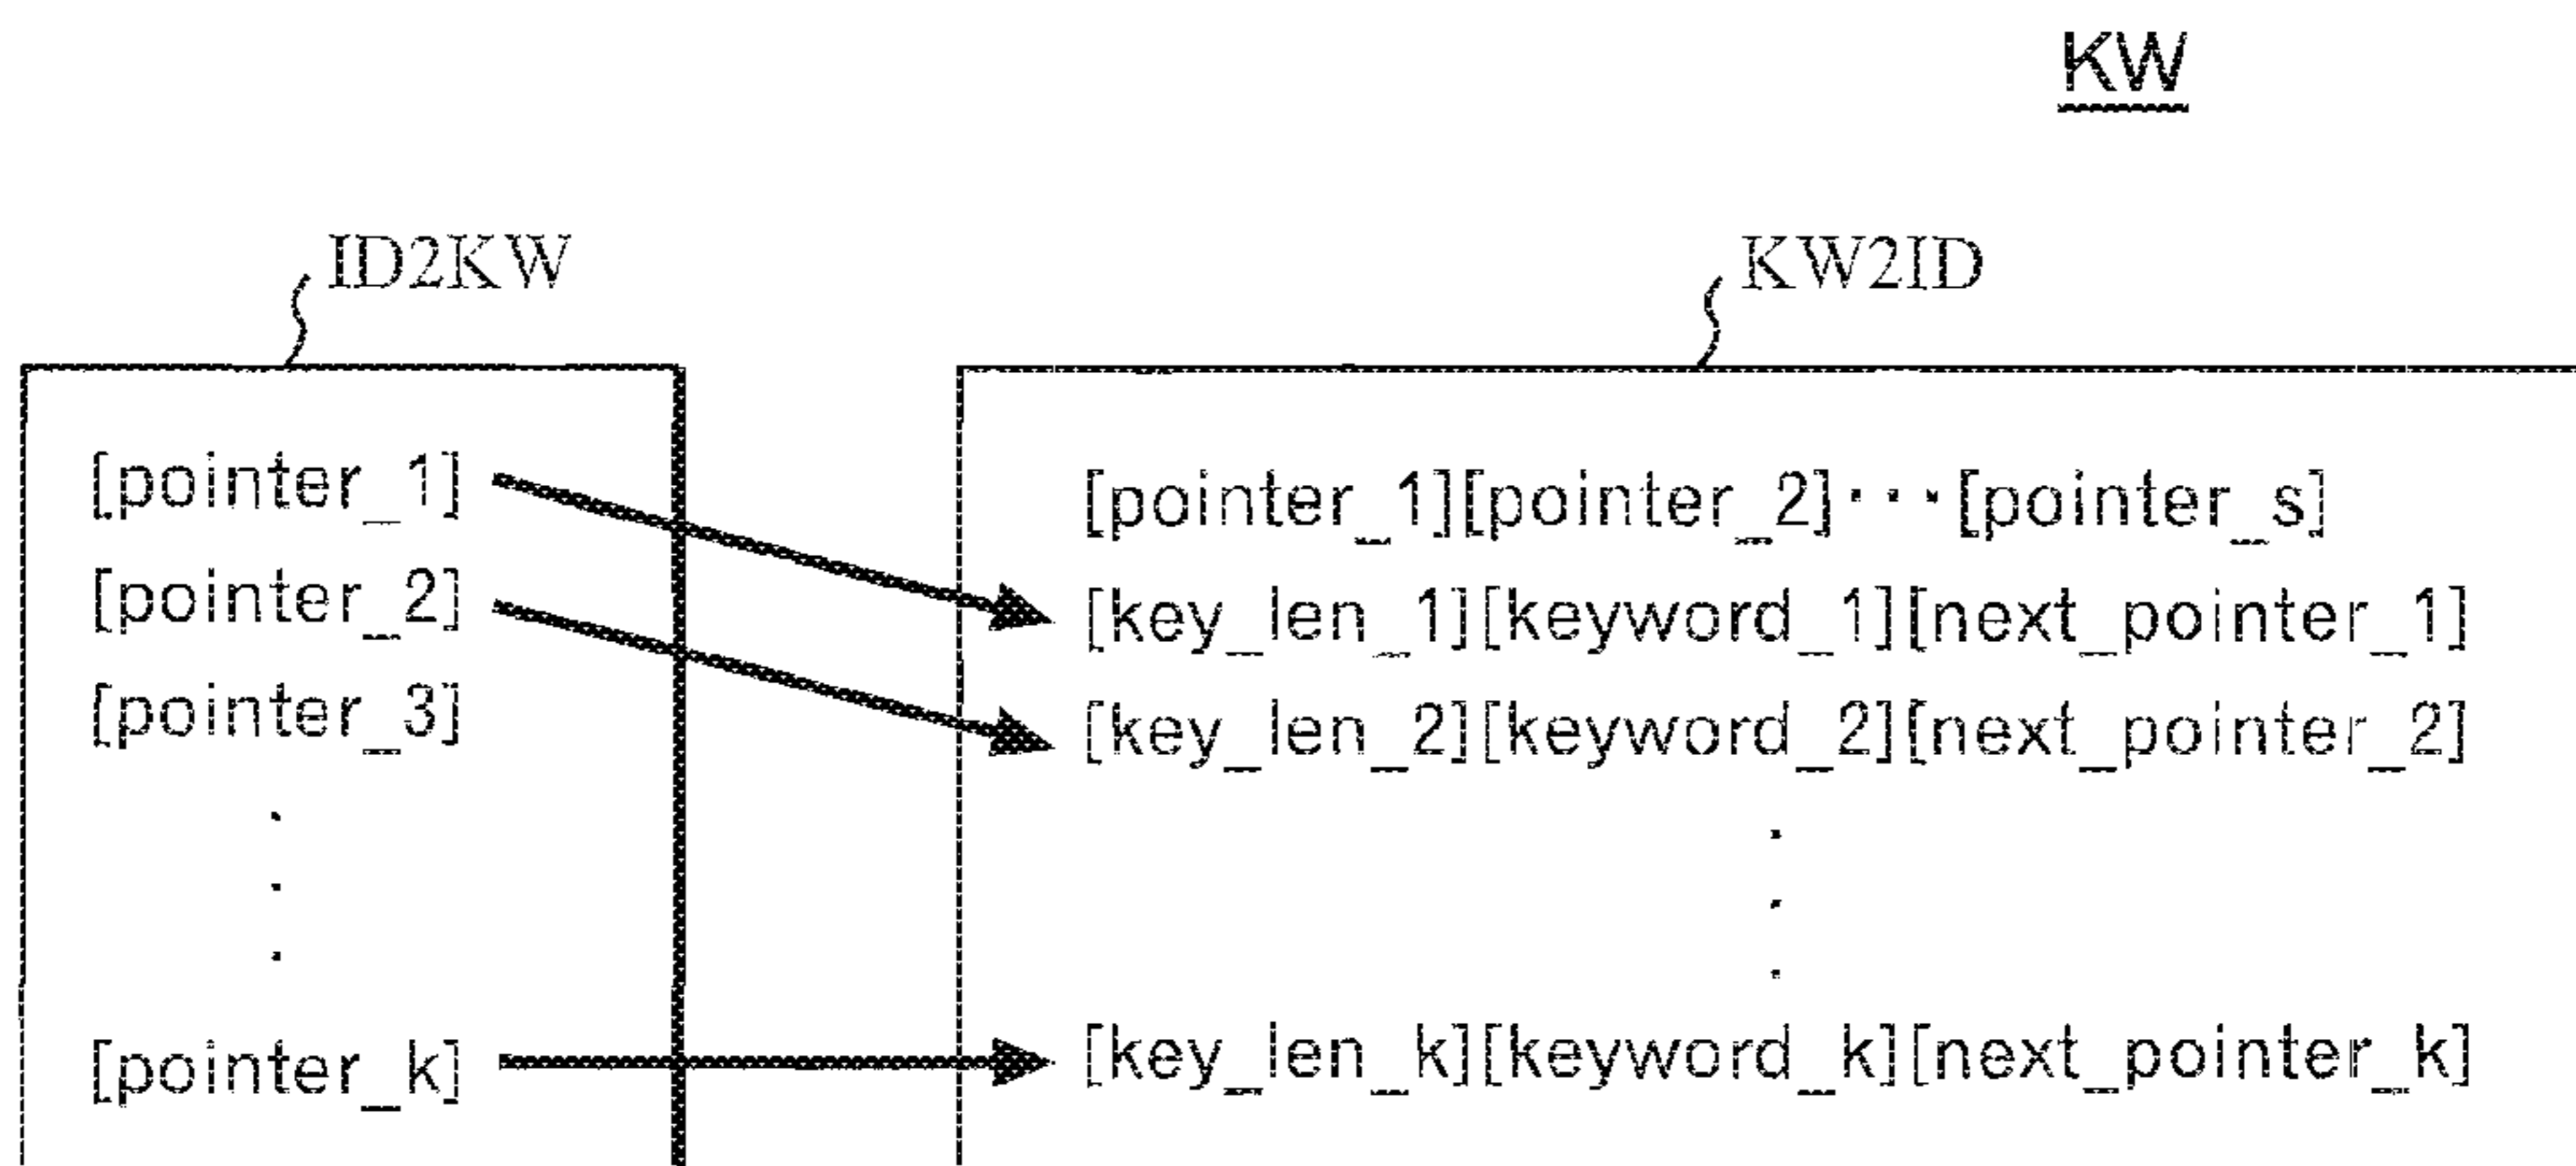 KW
ID2KW
KW2ID
[pointer_1]
[pointer_2]
[pointer_3]
.
.
.
[pointer_k]
[pointer_1][pointer_2]···[pointer_s]
[key_len_1][keyword_1][next_pointer_1]
[key_len_2][keyword_2][next_pointer_2]
.
.
.
[key_len_k][keyword_k][next_pointer_k]